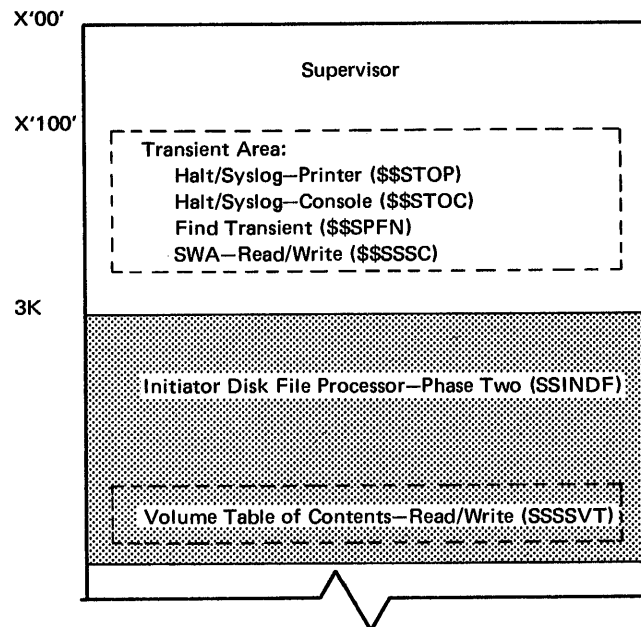 X'00'
Supervisor
X'100'
Transient Area:
Halt/Syslog—Printer ($$STOP)
Halt/Syslog—Console ($$STOC)
Find Transient ($$SPFN)
SWA—Read/Write ($$SSSC)
3K
Initiator Disk File Processor—Phase Two (SSINDF)
Volume Table of Contents—Read/Write (SSSSVT)